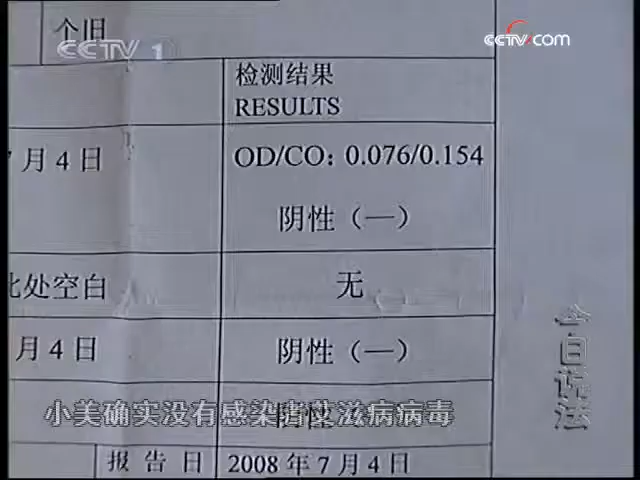 个旧
CCTV 1
CCTV.com
检测结果
RESULTS
月4日
OD/CO: 0.076/0.154
阴性（—）
此处空白
无
月4日
阴性（—）
今日说法
小美确实没有感染艾滋病病毒
报告日
2008年7月4日